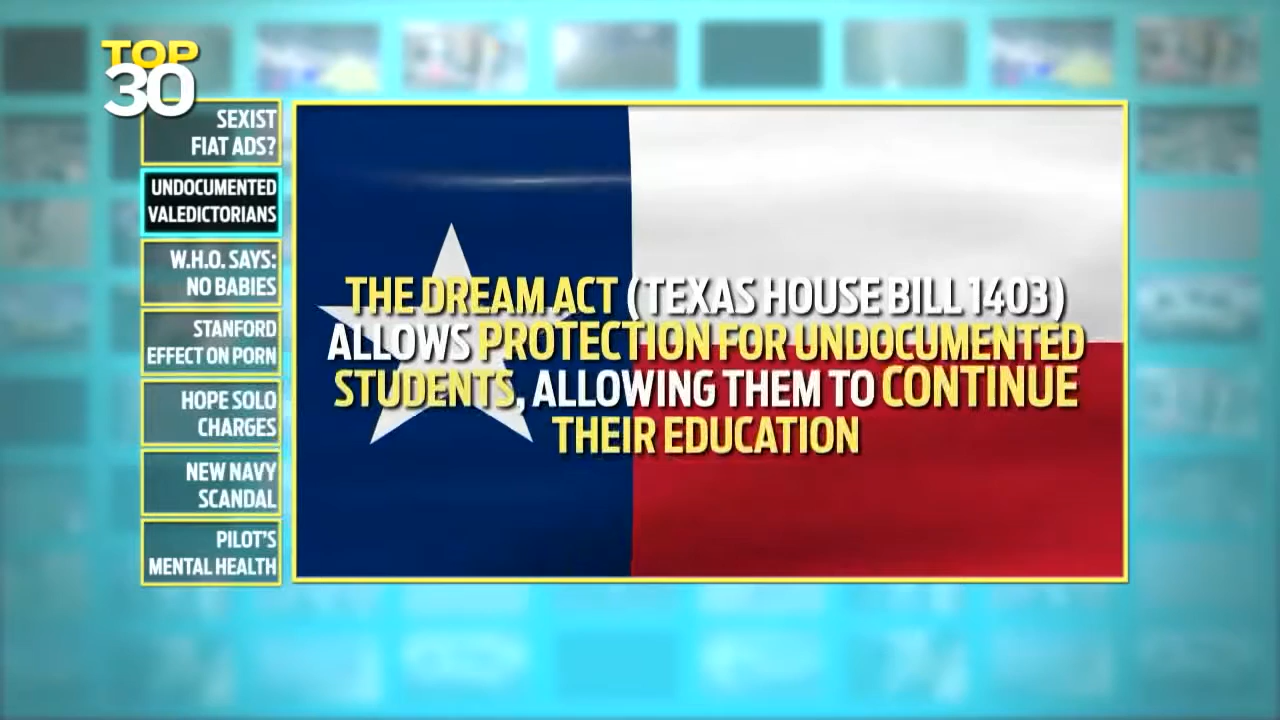 TOP
30
SEXIST
FIAT ADS?
UNDOCUMENTED
VALEDICTORIANS
W.H.O. SAYS:
NO BABIES
STANFORD
EFFECT ON PORN
HOPE SOLO
CHARGES
NEW NAVY
SCANDAL
PILOT'S
MENTAL HEALTH
THE DREAM ACT (TEXAS HOUSE BILL 1403)
ALLOWS PROTECTION FOR UNDOCUMENTED
STUDENTS, ALLOWING THEM TO CONTINUE
THEIR EDUCATION